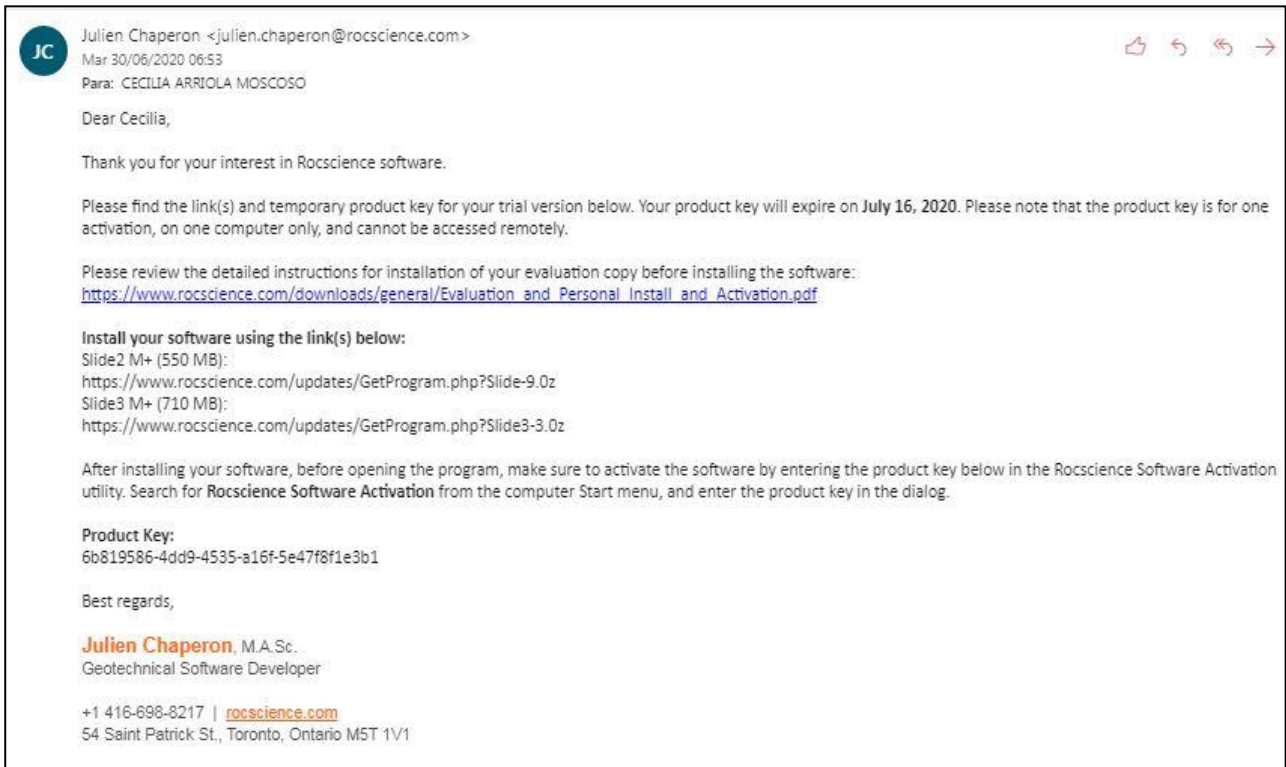 JC
Julien Chaperon <julien.chaperon@rocscience.com>
Mar 30/06/2020 06:53
Para: CECILIA ARRIOLA MOSCOSO
Dear Cecilia,
Thank you for your interest in Rocscience software.
Please find the link(s) and temporary product key for your trial version below. Your product key will expire on July 16, 2020. Please note that the product key is for one
activation, on one computer only, and cannot be accessed remotely.
Please review the detailed instructions for installation of your evaluation copy before installing the software:
https://www.rocscience.com/downloads/general/Evaluation_and_Personal_Install_and_Activation.pdf
Install your software using the link(s) below:
Slide2 M+ (550 MB):
https://www.rocscience.com/updates/GetProgram.php?Slide-9.0z
Slide3 M+ (710 MB):
https://www.rocscience.com/updates/GetProgram.php?Slide3-3.0z
After installing your software, before opening the program, make sure to activate the software by entering the product key below in the Rocscience Software Activation
utility. Search for Rocscience Software Activation from the computer Start menu, and enter the product key in the dialog.
Product Key:
6b819586-4dd9-4535-a16f-5e47f8f1e3b1
Best regards,
Julien Chaperon, M.A.Sc.
Geotechnical Software Developer
+1 416-698-8217 | rocscience.com
54 Saint Patrick St., Toronto, Ontario M5T 1V1